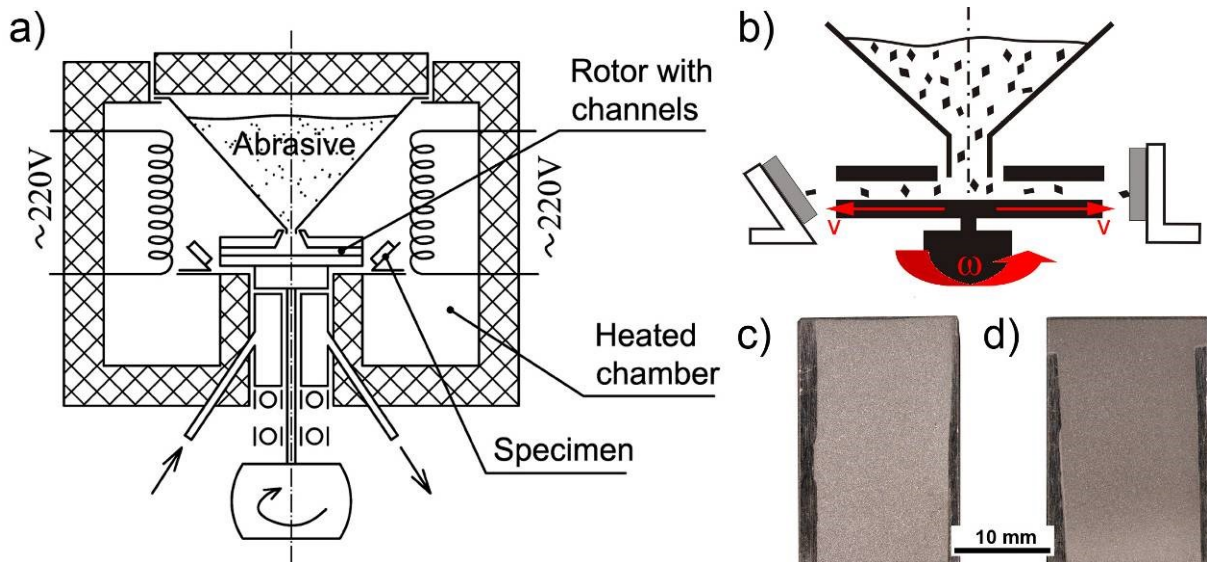 a)
Rotor with
channels
Abrasive
~220V
~220V
Heated
chamber
Specimen
b)
v
v
ω
c)
d)
10 mm